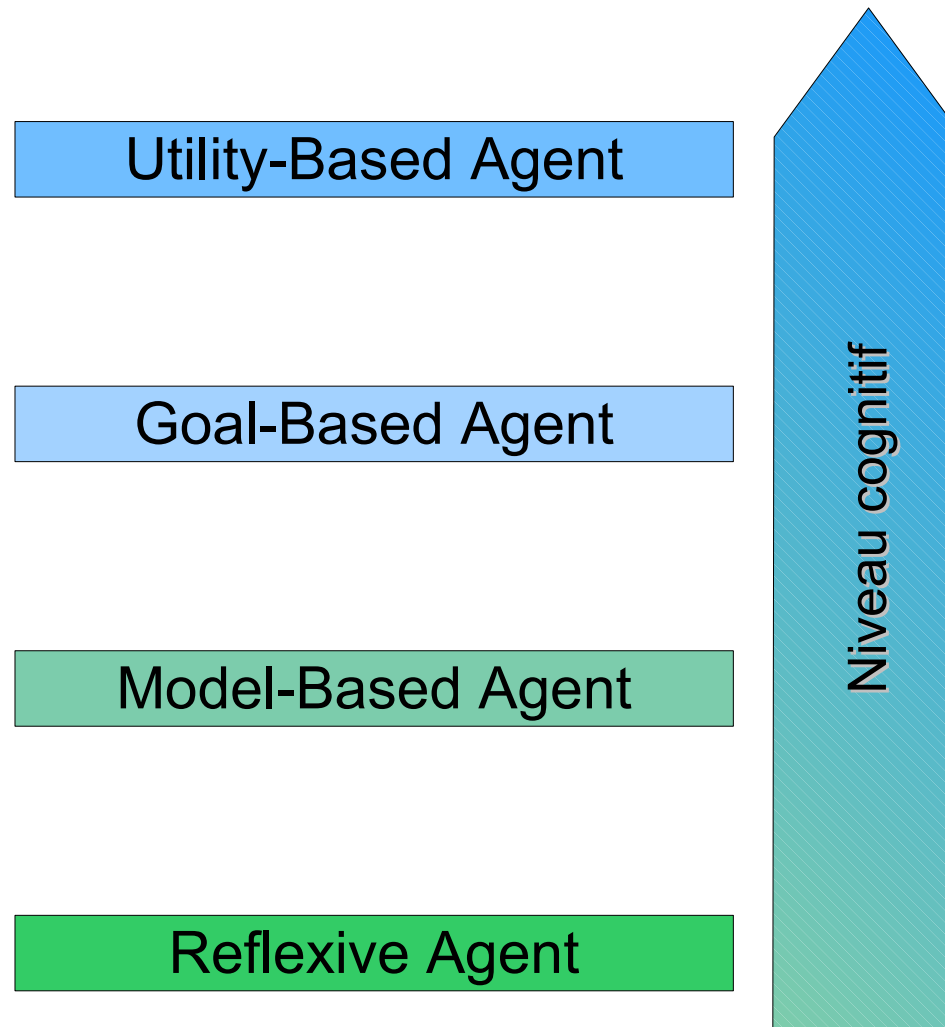 Utility-Based Agent
Goal-Based Agent
Model-Based Agent
Reflexive Agent
Niveau cognitif